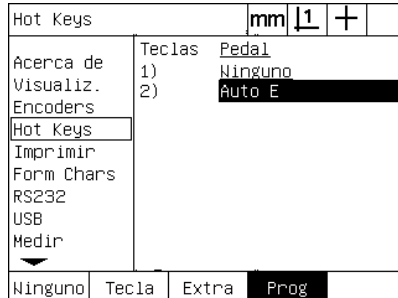 Hot Keys mm 1
Acerca de
Visualiz.
Encoders
Hot Keys
Imprimir
Form Chars
RS232
USB
Medir
Teclas Pedal
1) Ninguno
2) Auto E
Ninguno Tecla Extra Prog